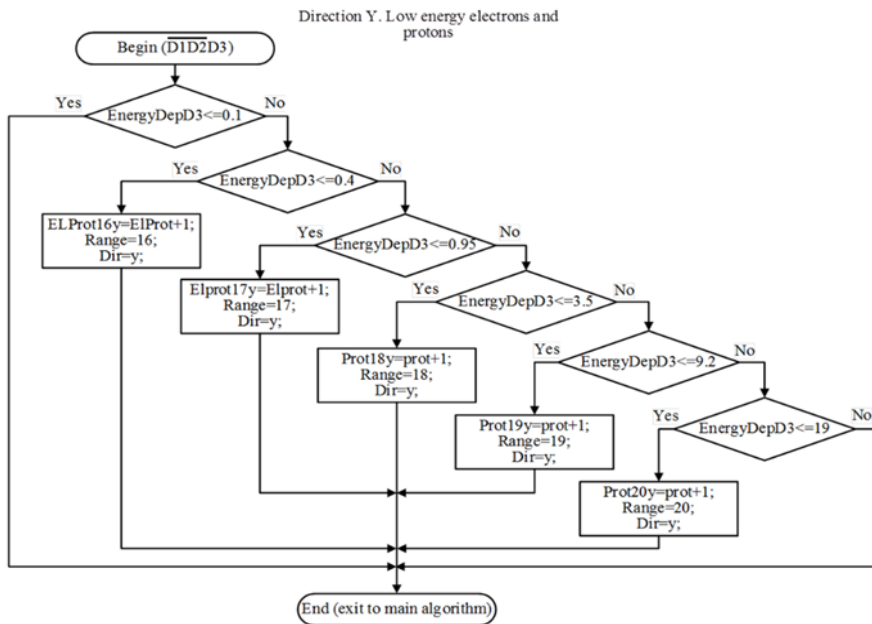 Direction Y. Low energy electrons and
protons
Begin (D̅1̅D̅2̅D3)
Yes
EnergyDepD3<=0.1
No
Yes
EnergyDepD3<=0.4
No
ELProt16y=ElProt+1;
Range=16;
Dir=y;
Yes
EnergyDepD3<=0.95
No
Elprot17y=Elprot+1;
Range=17;
Dir=y;
Yes
EnergyDepD3<=3.5
No
Prot18y=prot+1;
Range=18;
Dir=y;
Yes
EnergyDepD3<=9.2
No
Prot19y=prot+1;
Range=19;
Dir=y;
Yes
EnergyDepD3<=19
No
Prot20y=prot+1;
Range=20;
Dir=y;
End (exit to main algorithm)